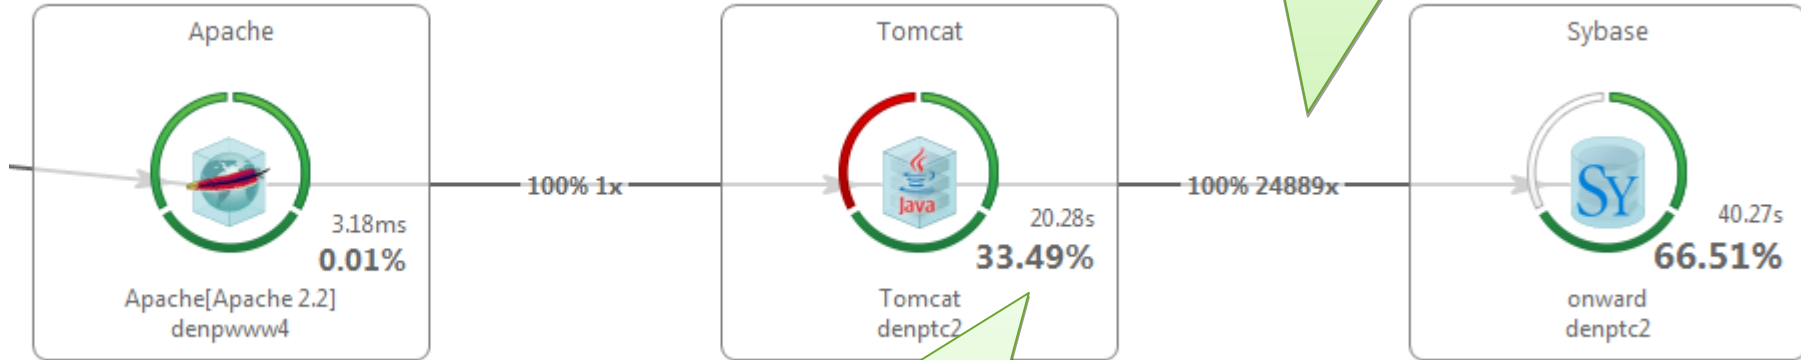 Apache
3.18ms
0.01%
Apache[Apache 2.2]
denpwww4
100% 1x
Tomcat
Java
20.28s
33.49%
Tomcat
denptc2
100% 24889x
Sybase
SY
40.27s
66.51%
onward
denptc2